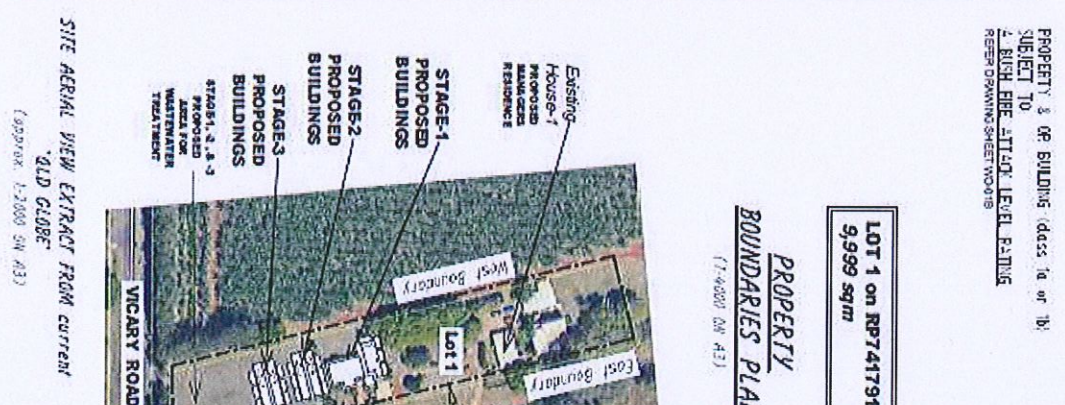 PROPERTY & OR BUILDING (class 1a or 1b)
SUBJECT TO:
A BUSH FIRE ATTACK LEVEL RATING
REFER DRAWING SHEET WD-01B
LOT 1 on RP741791
9,999 sqm
PROPERTY
BOUNDARIES PLA
(1:4000 ON A3)
Existing
House-1
PROPOSED
MANAGERS
RESIDENCE
STAGE-1
PROPOSED
BUILDINGS
STAGE-2
PROPOSED
BUILDINGS
STAGE-3
PROPOSED
BUILDINGS
STAGE-1, -2, & -3
PROPOSED
AREA FOR
WASTEWATER
TREATMENT
West Boundary
Lot 1
East Boundary
VICARY ROAD
SITE AERIAL VIEW EXTRACT FROM current
"QLD GLOBE"
(approx. 1:2000 ON A3)